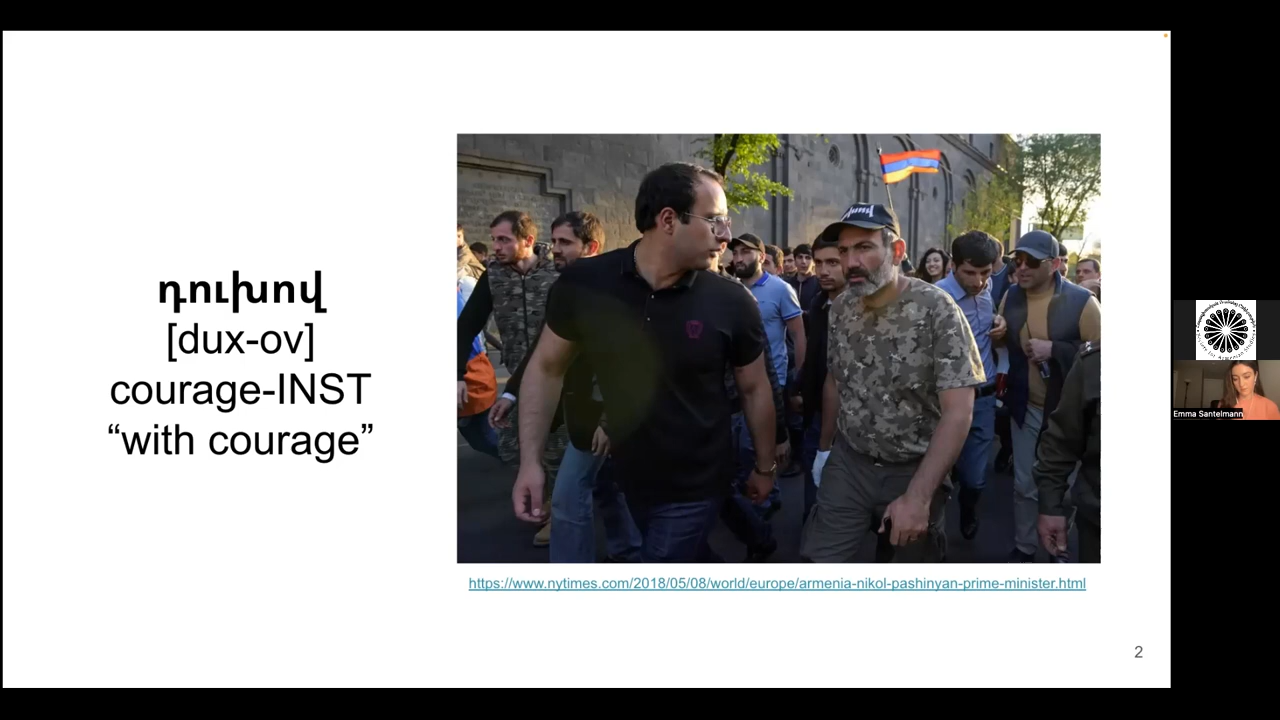 դուխով
[dux-ov]
courage-INST
“with courage”
դուխով
https://www.nytimes.com/2018/05/08/world/europe/armenia-nikol-pashinyan-prime-minister.html
2
Emma Santelmann